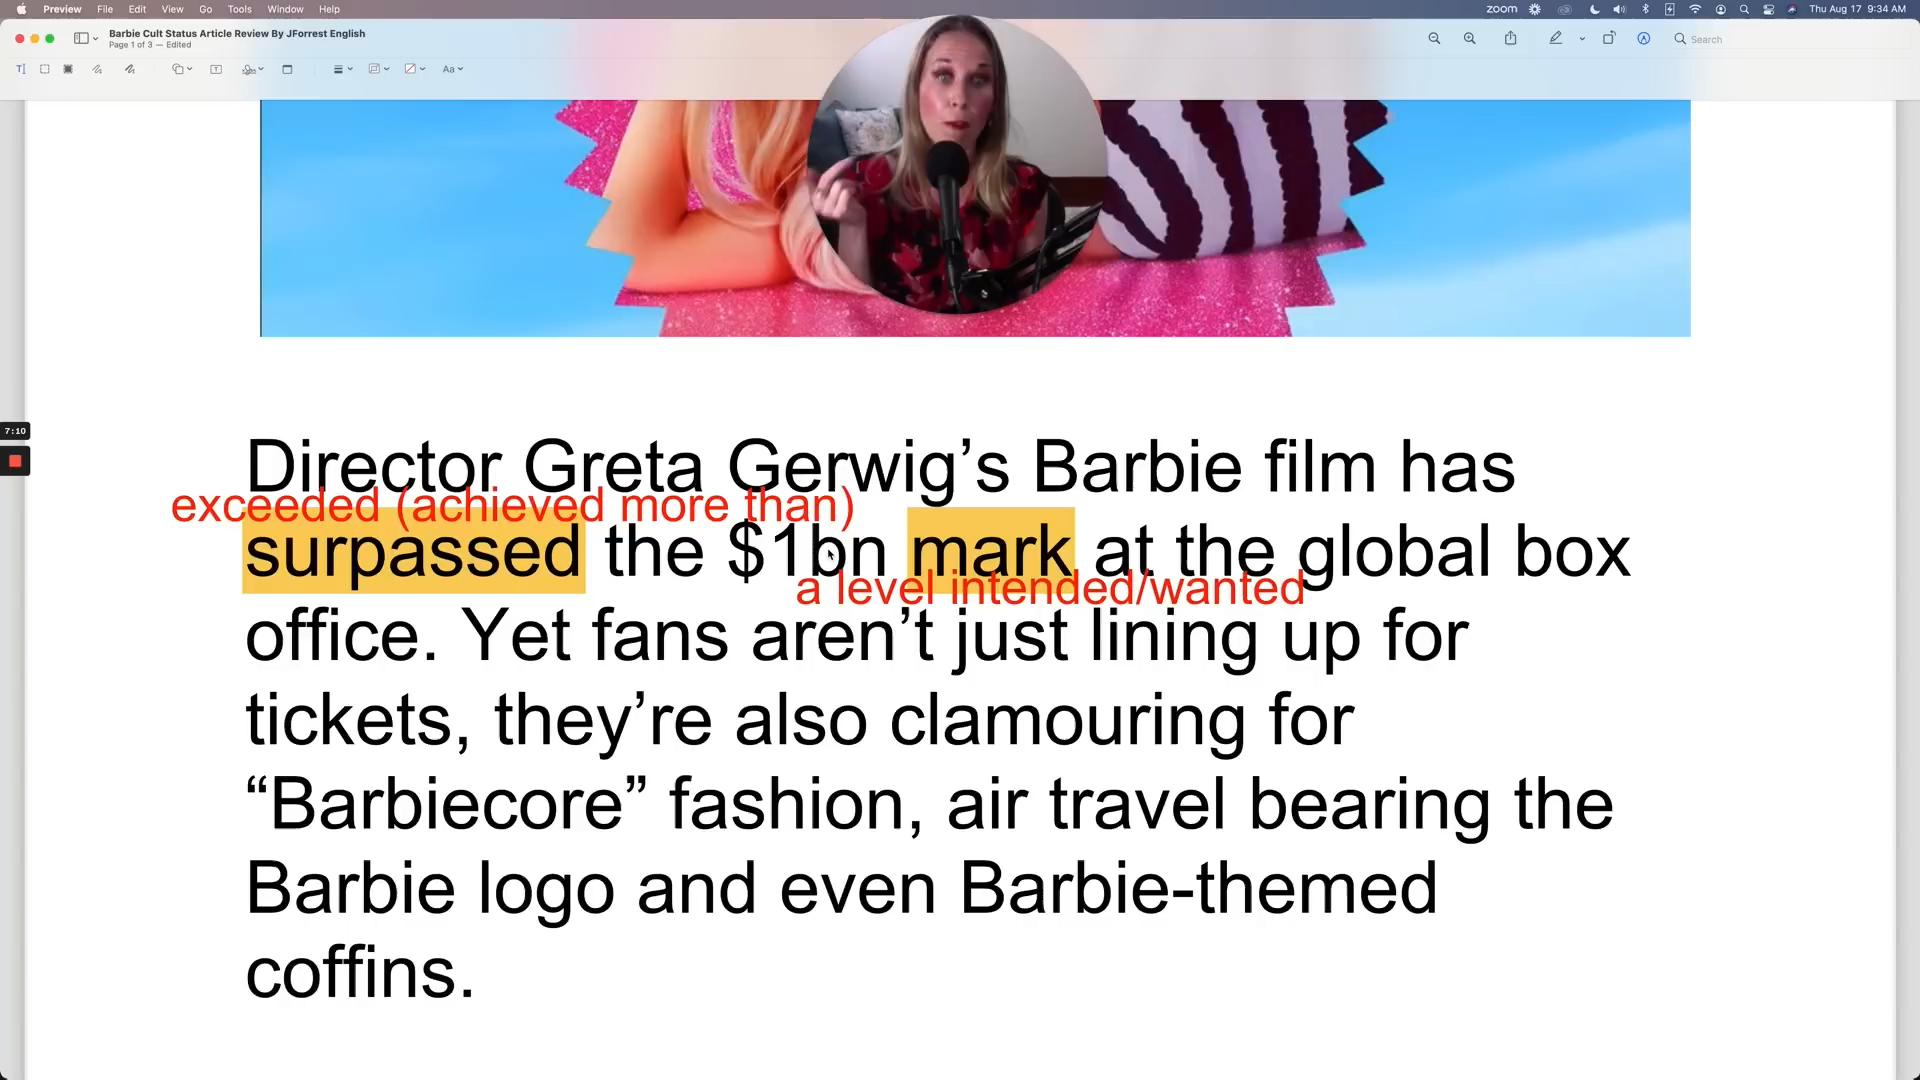 Preview File Edit View Go Tools Window Help
zoom Thu Aug 17 9:34 AM
Barbie Cult Status Article Review By JForrest English
Page 1 of 3 — Edited
Search
Aa
7:10
Director Greta Gerwig’s Barbie film has
exceeded (achieved more than)
surpassed the $1bn mark at the global box
a level intended/wanted
office. Yet fans aren’t just lining up for
tickets, they’re also clamouring for
“Barbiecore” fashion, air travel bearing the
Barbie logo and even Barbie-themed
coffins.